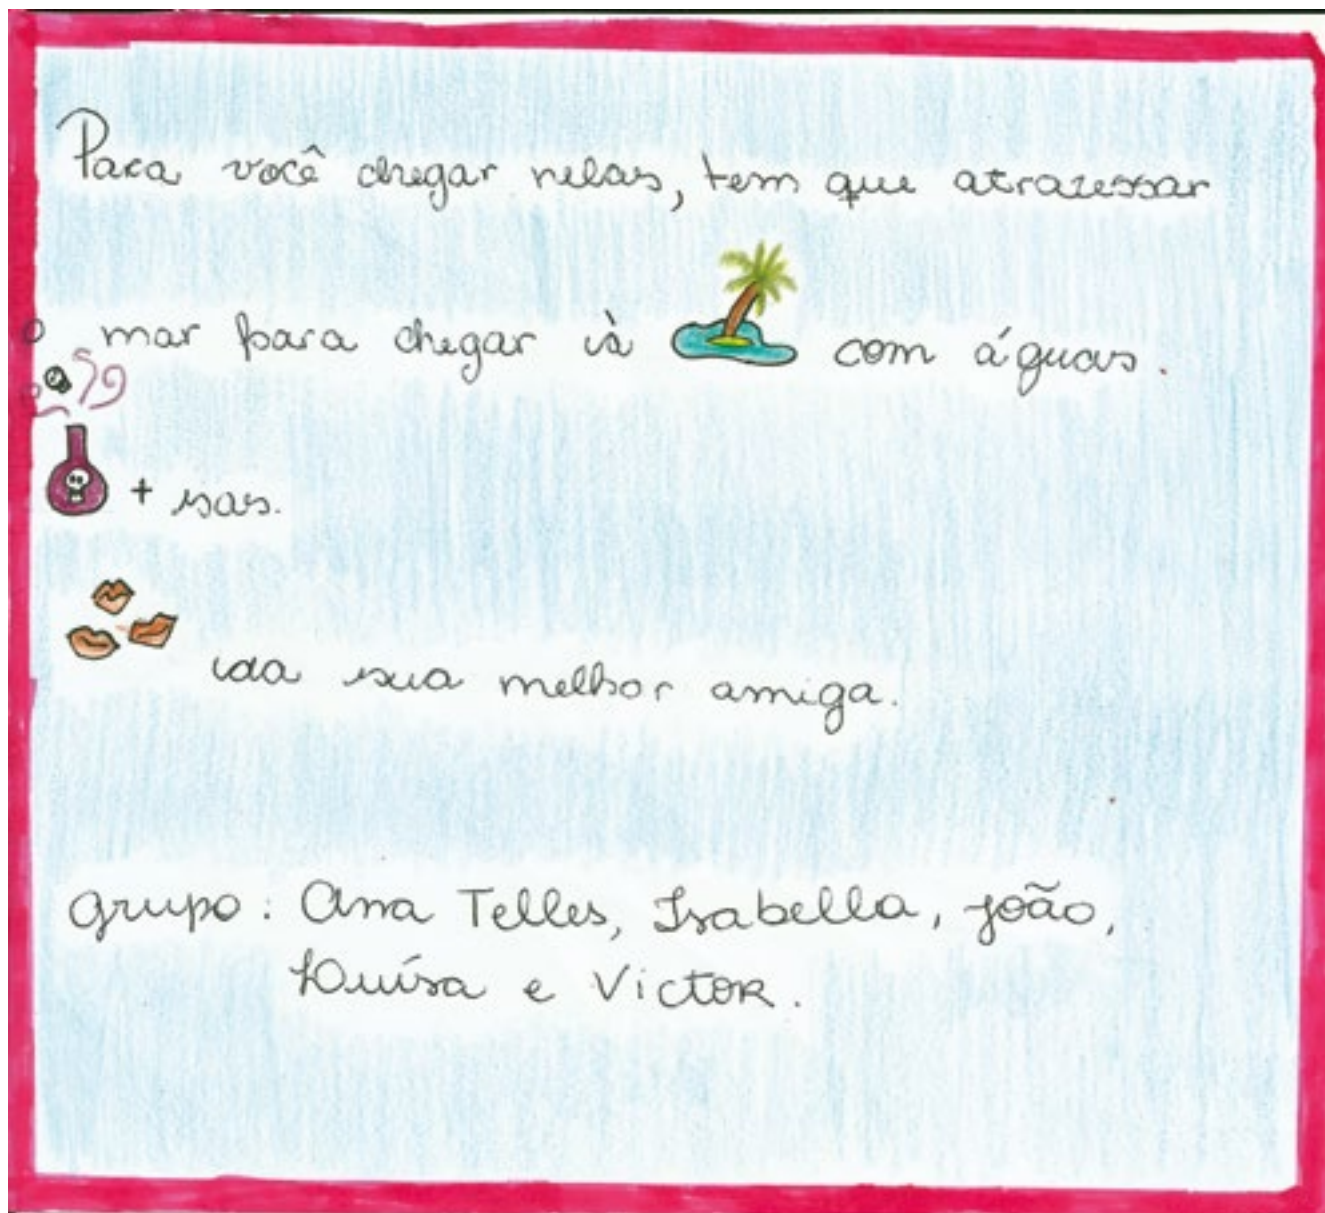 Para você chegar nelas, tem que atravessar
o mar para chegar à com águas.
+ sas.
da sua melhor amiga.
grupo: Ana Telles, Isabella, João,
Luísa e Victor.